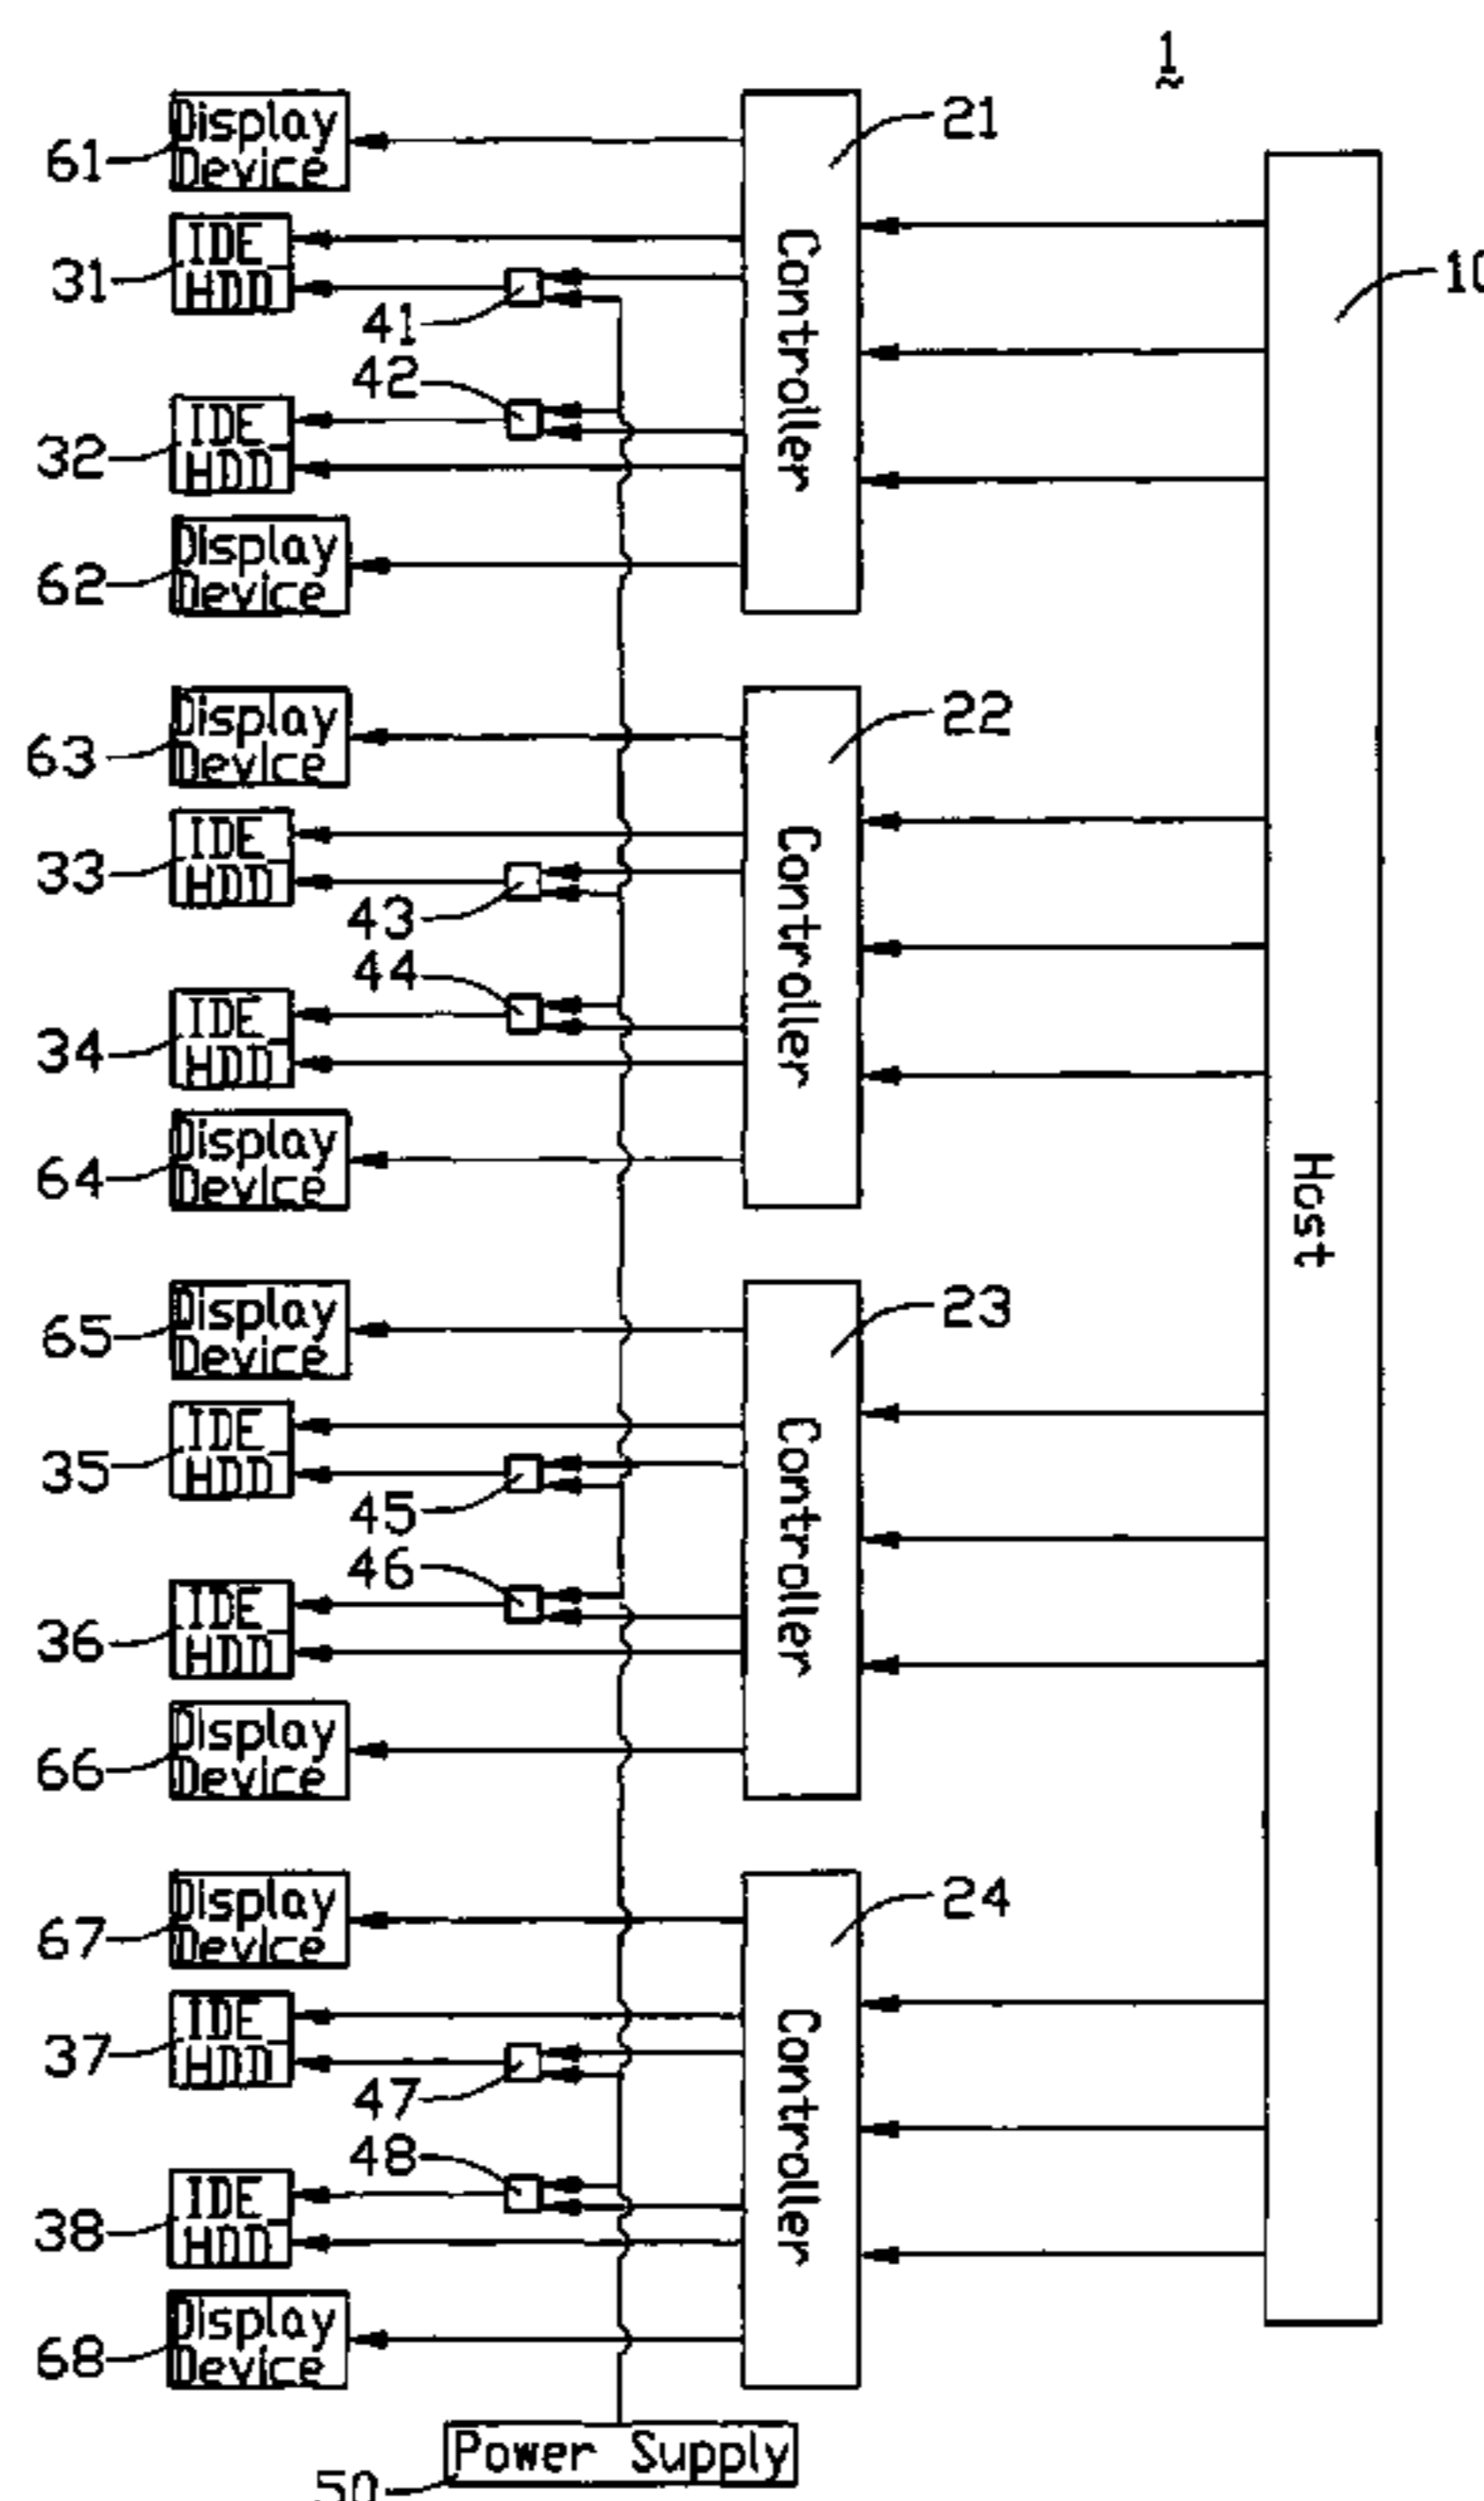 1
Display
Device
61
21
Controller
10
IDE
HDD
31
41
42
IDE
HDD
32
Display
Device
62
Display
Device
63
22
Controller
IDE
HDD
33
43
44
IDE
HDD
34
Display
Device
64
Host
Display
Device
65
23
Controller
IDE
HDD
35
45
46
IDE
HDD
36
Display
Device
66
Display
Device
67
24
Controller
IDE
HDD
37
47
48
IDE
HDD
38
Display
Device
68
Power Supply
50